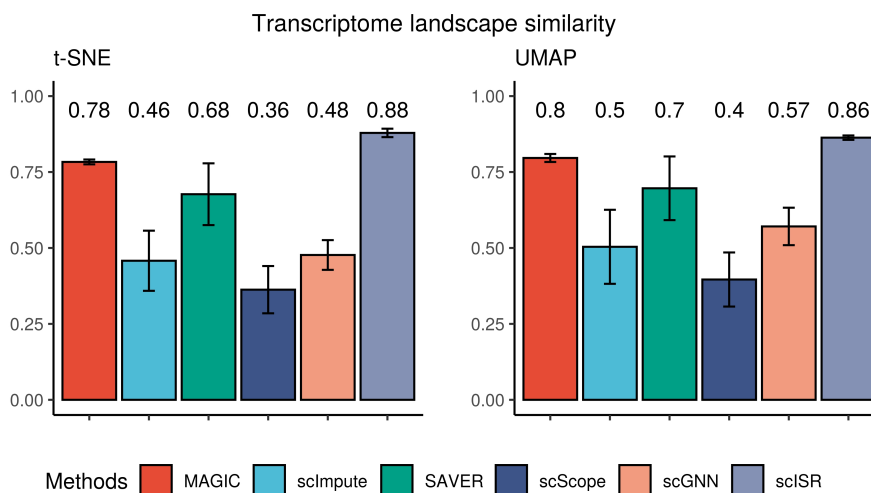 Transcriptome landscape similarity
t-SNE
UMAP
1.00
0.75
0.50
0.25
0.00
0.78 0.46 0.68 0.36 0.48 0.88
1.00
0.75
0.50
0.25
0.00
0.8 0.5 0.7 0.4 0.57 0.86
Methods MAGIC scImpute SAVER scScope scGNN scISR